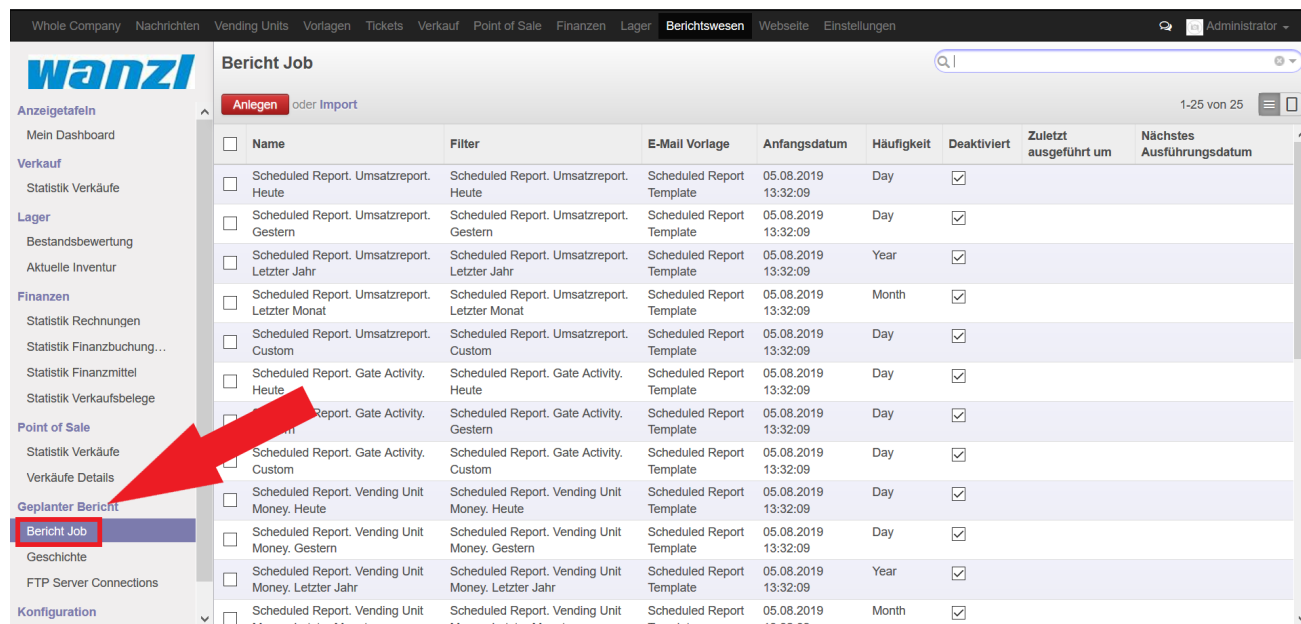 Whole Company Nachrichten Vending Units Vorlagen Tickets Verkauf Point of Sale Finanzen Lager Berichtswesen Webseite Einstellungen Administrator
wanzl
Anzeigetafeln
Mein Dashboard
Verkauf
Statistik Verkäufe
Lager
Bestandsbewertung
Aktuelle Inventur
Finanzen
Statistik Rechnungen
Statistik Finanzbuchung…
Statistik Finanzmittel
Statistik Verkaufsbelege
Point of Sale
Statistik Verkäufe
Verkäufe Details
Geplanter Bericht
Bericht Job
Geschichte
FTP Server Connections
Konfiguration
Bericht Job
Anlegen oder Import 1-25 von 25
Name Filter E-Mail Vorlage Anfangsdatum Häufigkeit Deaktiviert Zuletzt Nächstes
ausgeführt um Ausführungsdatum
Scheduled Report. Umsatzreport. Scheduled Report. Umsatzreport. Scheduled Report 05.08.2019 Day
Heute Heute Template 13:32:09
Scheduled Report. Umsatzreport. Scheduled Report. Umsatzreport. Scheduled Report 05.08.2019 Day
Gestern Gestern Template 13:32:09
Scheduled Report. Umsatzreport. Scheduled Report. Umsatzreport. Scheduled Report 05.08.2019 Year
Letzter Jahr Letzter Jahr Template 13:32:09
Scheduled Report. Umsatzreport. Scheduled Report. Umsatzreport. Scheduled Report 05.08.2019 Month
Letzter Monat Letzter Monat Template 13:32:09
Scheduled Report. Umsatzreport. Scheduled Report. Umsatzreport. Scheduled Report 05.08.2019 Day
Custom Custom Template 13:32:09
Scheduled Report. Gate Activity. Scheduled Report. Gate Activity. Scheduled Report 05.08.2019 Day
Heute Heute Template 13:32:09
Report. Gate Activity. Scheduled Report. Gate Activity. Scheduled Report 05.08.2019 Day
Gestern Template 13:32:09
Scheduled Report. Gate Activity. Scheduled Report. Gate Activity. Scheduled Report 05.08.2019 Day
Custom Custom Template 13:32:09
Scheduled Report. Vending Unit Scheduled Report. Vending Unit Scheduled Report 05.08.2019 Day
Money. Heute Money. Heute Template 13:32:09
Scheduled Report. Vending Unit Scheduled Report. Vending Unit Scheduled Report 05.08.2019 Day
Money. Gestern Money. Gestern Template 13:32:09
Scheduled Report. Vending Unit Scheduled Report. Vending Unit Scheduled Report 05.08.2019 Year
Money. Letzter Jahr Money. Letzter Jahr Template 13:32:09
Scheduled Report. Vending Unit Scheduled Report. Vending Unit Scheduled Report 05.08.2019 Month